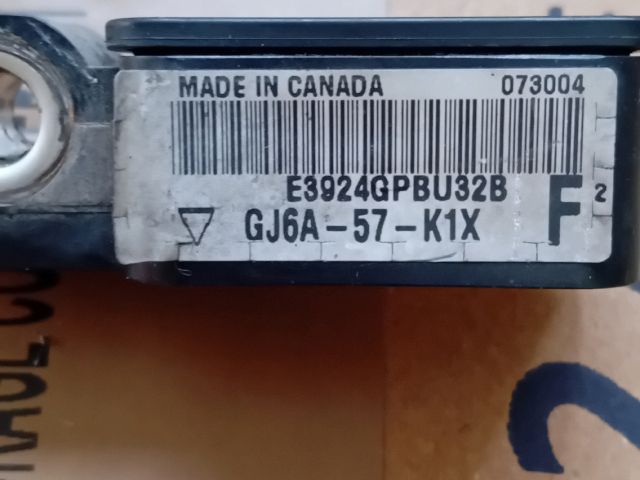 MADE IN CANADA 073004
E3924GPBU32B
GJ6A-57-K1X F 2